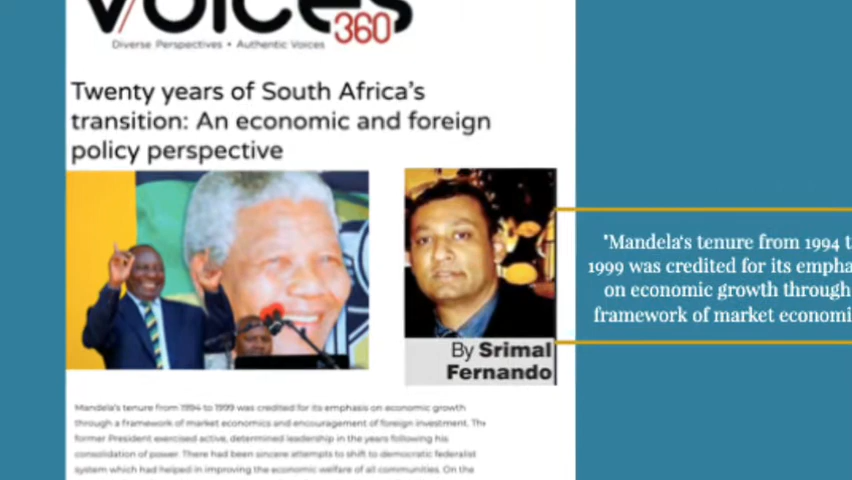 VOICES
360
Diverse Perspectives • Authentic Voices
Twenty years of South Africa's
transition: An economic and foreign
policy perspective
By Srimal
Fernando
"Mandela's tenure from 1994 t
1999 was credited for its empha
on economic growth through
framework of market economi
Mandela's tenure from 1994 to 1999 was credited for its emphasis on economic growth
through a framework of market economics and encouragement of foreign investment. The
former President exercised active, determined leadership in the years following his
consolidation of power. There had been sincere attempts to shift to democratic federalist
system which had helped in improving the economic welfare of all communities. On the